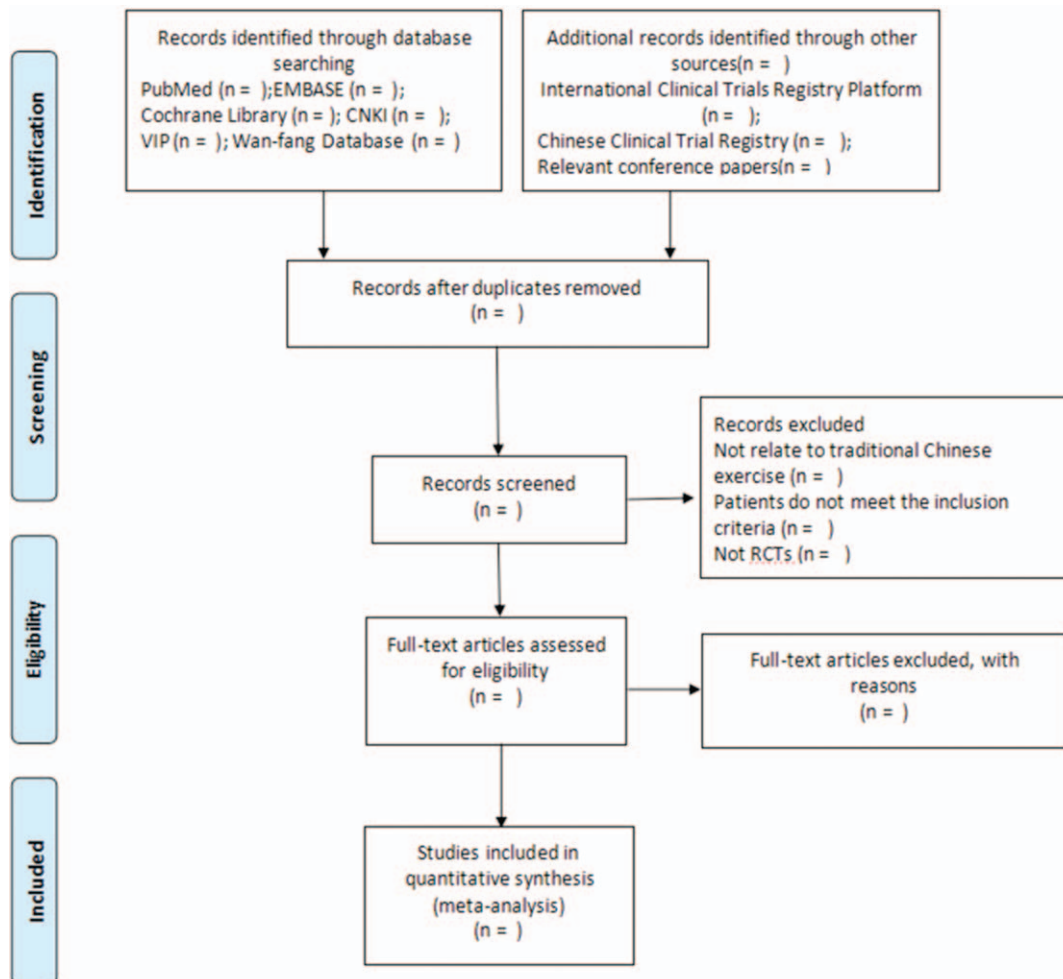 Identification
Records identified through database
searching
PubMed (n =   );EMBASE (n =   );
Cochrane Library (n =   ); CNKI (n =   );
VIP (n =   ); Wan-fang Database (n =   )
Additional records identified through other
sources(n =   )
International Clinical Trials Registry Platform
(n =   );
Chinese Clinical Trial Registry (n =   );
Relevant conference papers(n =   )
Records after duplicates removed
(n =   )
Screening
Records screened
(n =   )
Records excluded
Not relate to traditional Chinese
exercise (n =   )
Patients do not meet the inclusion
criteria (n =   )
Not RCTs (n =   )
Eligibility
Full-text articles assessed
for eligibility
(n =   )
Full-text articles excluded, with
reasons
(n =   )
Included
Studies included in
quantitative synthesis
(meta-analysis)
(n =   )